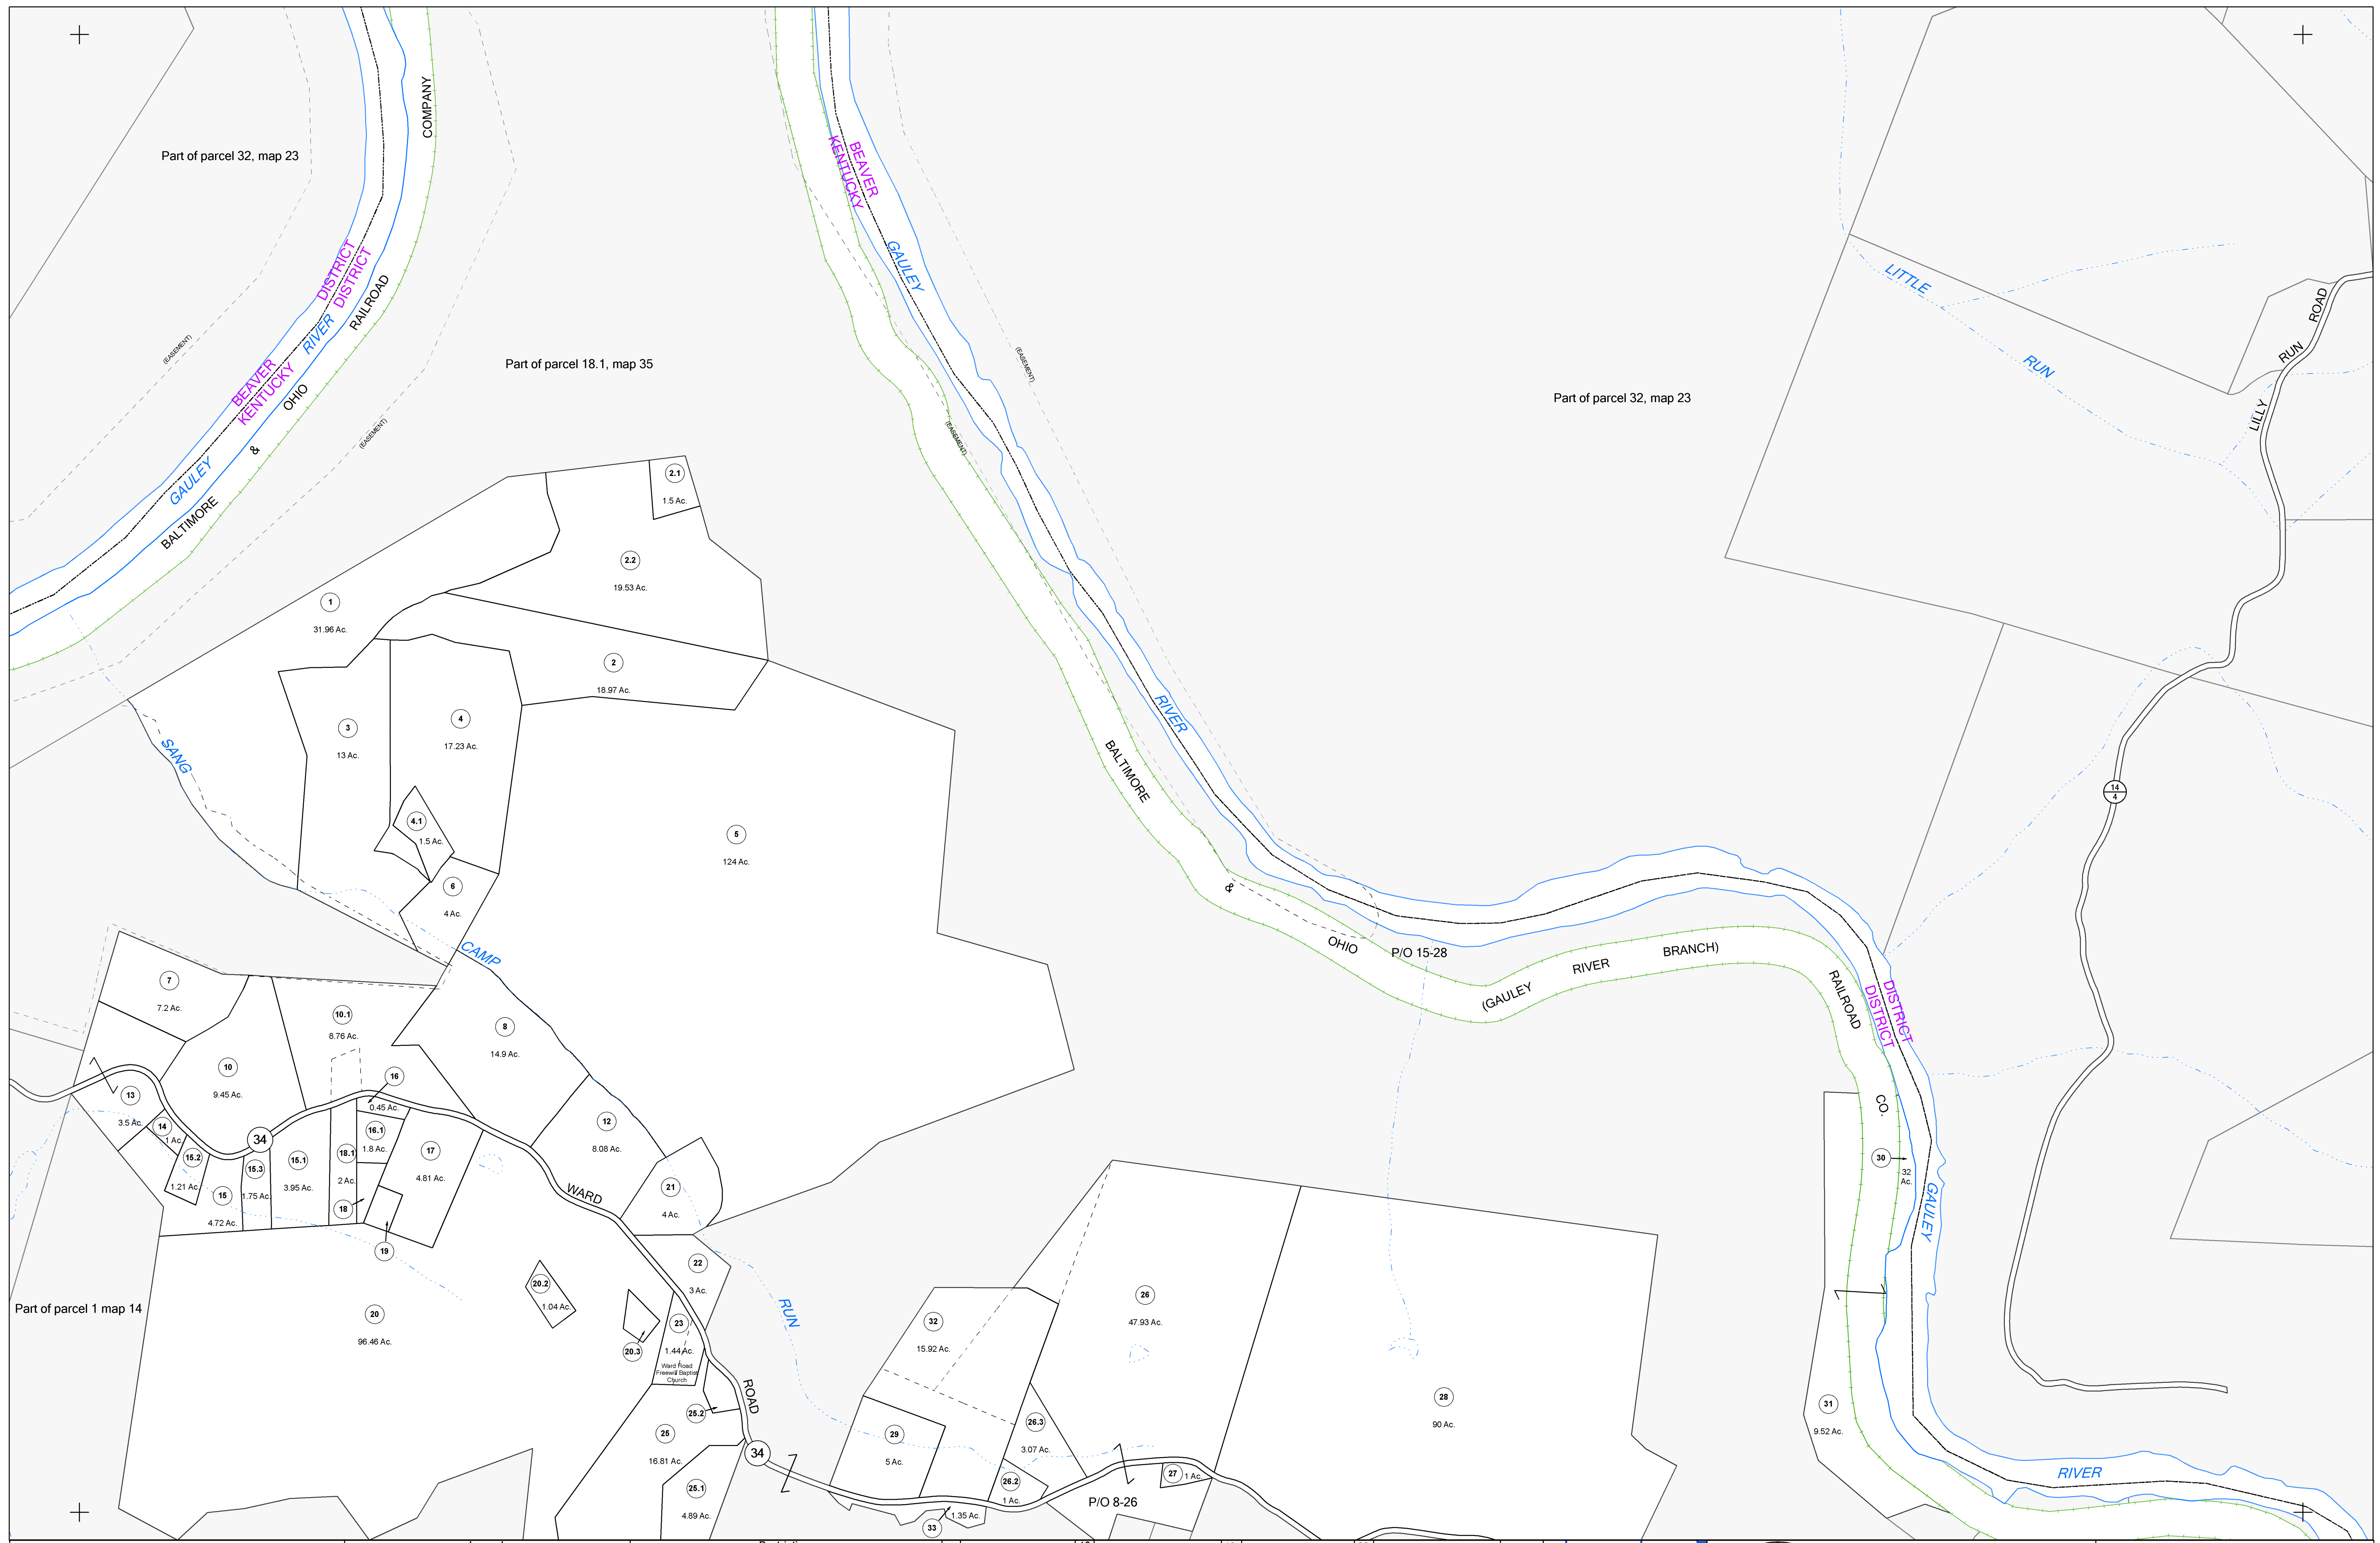 COMPANY
Part of parcel 32, map 23
BEAVER
KENTUCKY
DISTRICT
DISTRICT
GAULEY
LITTLE
RAILROAD
RIVER
ROAD
(EASEMENT)
(EASEMENT)
RUN
RUN
Part of parcel 18.1, map 35
BEAVER
KENTUCKY
OHIO
Part of parcel 32, map 23
LILLY
(EASEMENT)
(EASEMENT)
&
GAULEY
BALTIMORE
2.1
1.5 Ac.
2.2
19.53 Ac.
1
31.96 Ac.
2
18.97 Ac.
3
13 Ac.
4
17.23 Ac.
SANG
RIVER
BALTIMORE
14
4
4.1
1.5 Ac.
5
124 Ac.
6
4 Ac.
&
OHIO
P/O 15-28
(GAULEY
RIVER
BRANCH)
CAMP
RAILROAD
DISTRICT
DISTRICT
7
7.2 Ac.
10.1
8.76 Ac.
8
14.9 Ac.
10
9.45 Ac.
16
0.45 Ac.
13
3.5 Ac.
14
1 Ac.
34
CO.
12
8.08 Ac.
16.1
1.8 Ac.
17
4.81 Ac.
15.2
1.21 Ac.
15.3
1.75 Ac.
15.1
3.95 Ac.
18.1
2 Ac.
30
32
Ac.
15
4.72 Ac.
18
19
WARD
21
4 Ac.
GAULEY
22
3 Ac.
20.2
1.04 Ac.
Part of parcel 1 map 14
20
96.46 Ac.
RUN
26
47.93 Ac.
23
1.44 Ac.
Ward Road
Freewill Baptist
Church
20.3
32
15.92 Ac.
ROAD
25.2
28
90 Ac.
31
9.52 Ac.
25
16.81 Ac.
34
29
5 Ac.
26.3
3.07 Ac.
25.1
4.89 Ac.
26.2
1 Ac.
27
1 Ac.
RIVER
P/O 8-26
33
1.35 Ac.